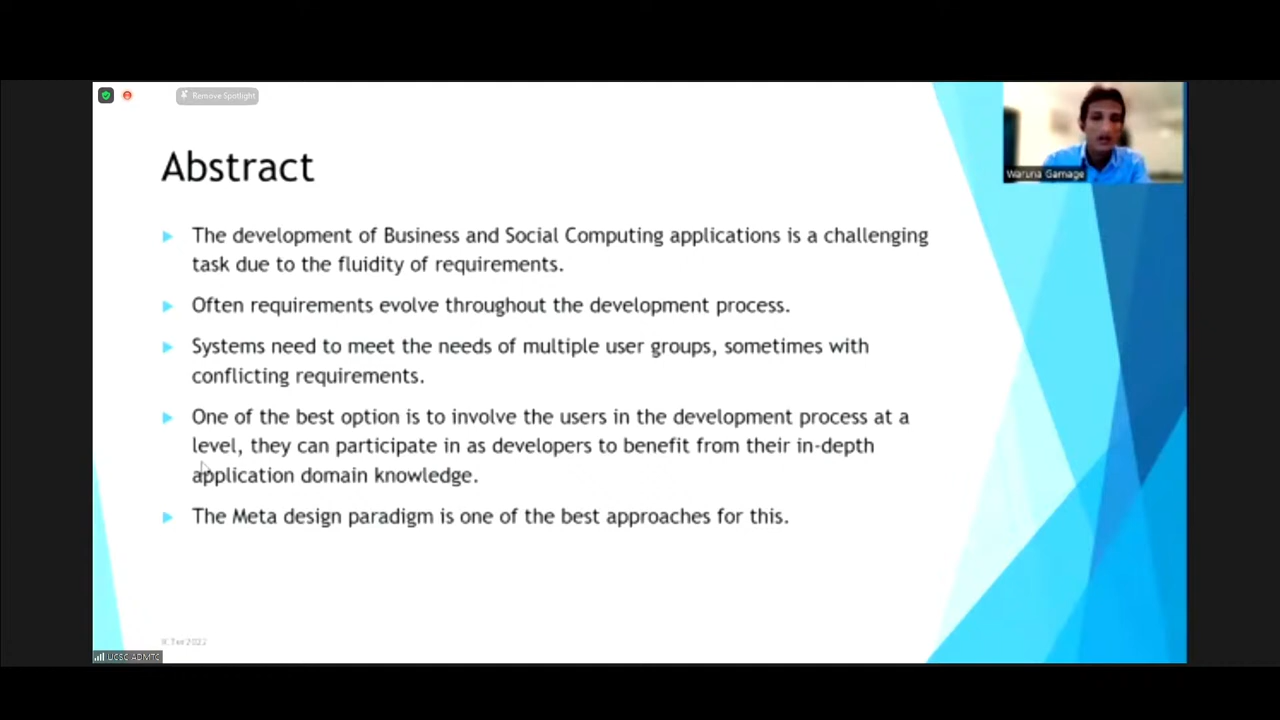 Remove Spotlight
Abstract
Waruna Gamage
The development of Business and Social Computing applications is a challenging
task due to the fluidity of requirements.
Often requirements evolve throughout the development process.
Systems need to meet the needs of multiple user groups, sometimes with
conflicting requirements.
One of the best option is to involve the users in the development process at a
level, they can participate in as developers to benefit from their in-depth
application domain knowledge.
The Meta design paradigm is one of the best approaches for this.
ICTer 2022
UCSC ADMTC